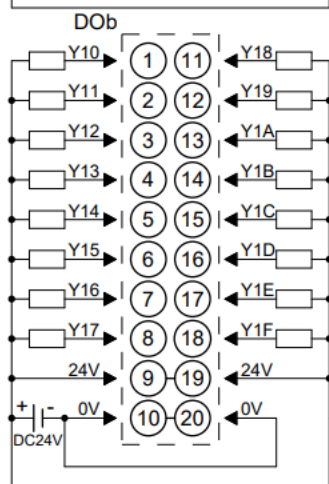 DOb
Y10 1 11 Y18
Y11 2 12 Y19
Y12 3 13 Y1A
Y13 4 14 Y1B
Y14 5 15 Y1C
Y15 6 16 Y1D
Y16 7 17 Y1E
Y17 8 18 Y1F
24V 9 19 24V
+ - 0V 10 20 0V
DC24V